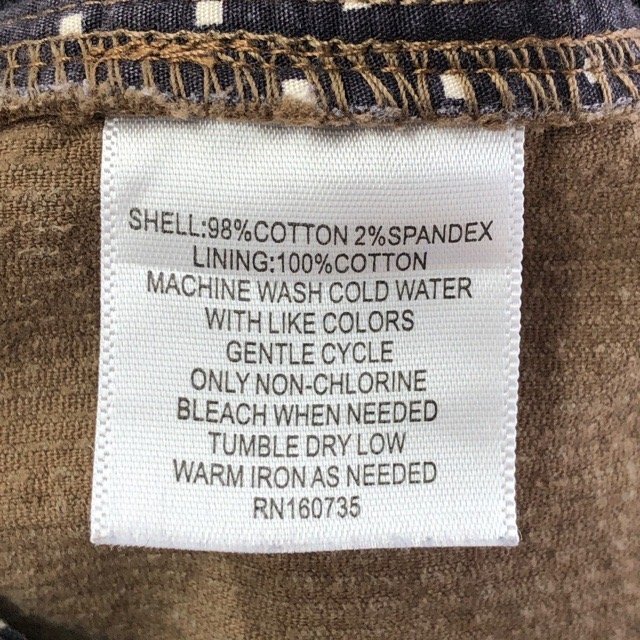 SHELL:98%COTTON 2%SPANDEX
LINING:100%COTTON
MACHINE WASH COLD WATER
WITH LIKE COLORS
GENTLE CYCLE
ONLY NON-CHLORINE
BLEACH WHEN NEEDED
TUMBLE DRY LOW
WARM IRON AS NEEDED
RN160735